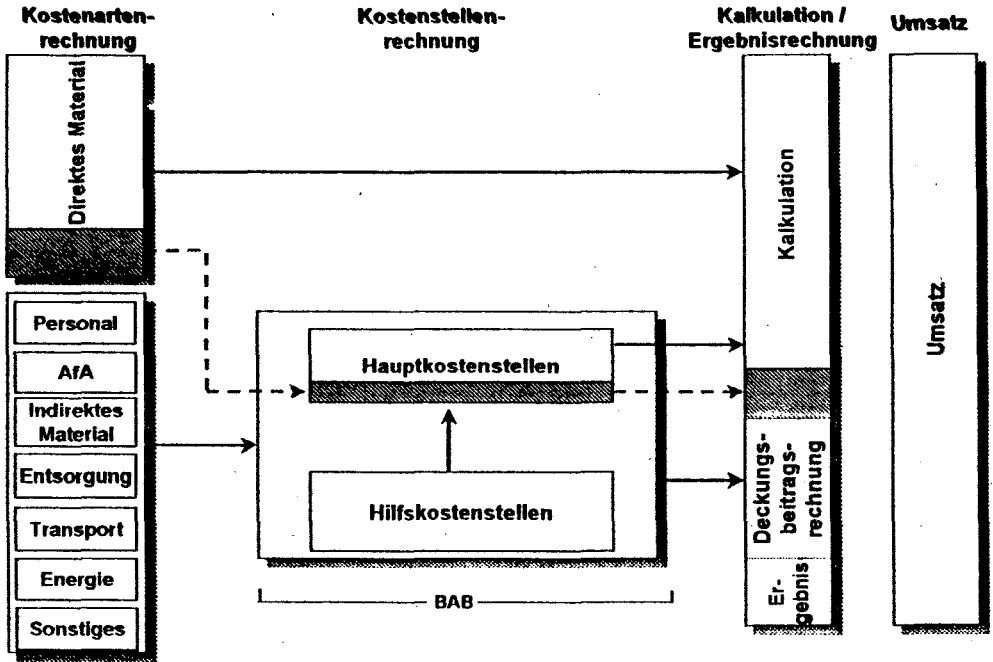 Kostenarten-
rechnung
Kostenstellen-
rechnung
Kalkulation /
Ergebnisrechnung
Umsatz
Direktes Material
Personal
AfA
Indirektes
Material
Entsorgung
Transport
Energie
Sonstiges
Hauptkostenstellen
Hilfskostenstellen
BAB
Kalkulation
Deckungs-
beitrags-
rechnung
Er-
gebnis
Umsatz